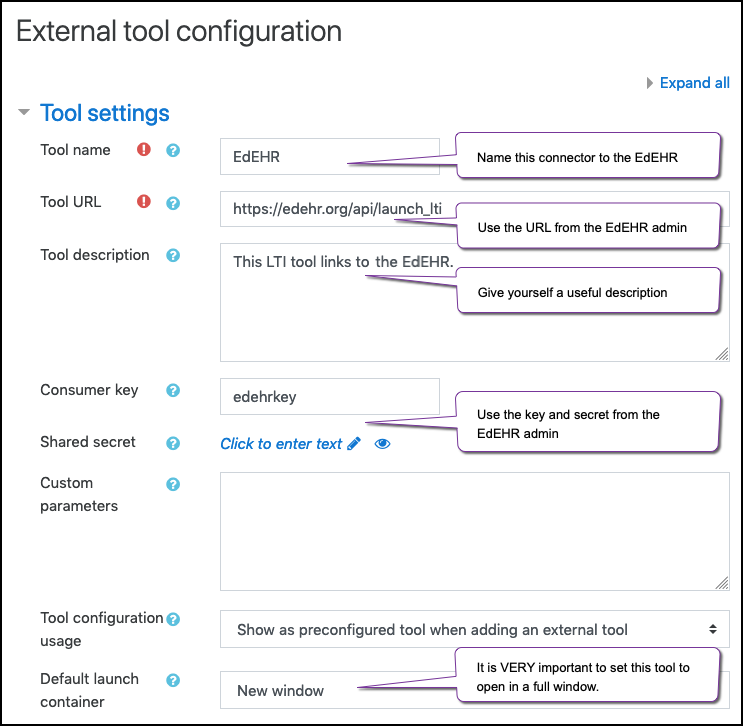 External tool configuration
Expand all
Tool settings
Tool name
EdEHR
Name this connector to the EdEHR
Tool URL
https://edehr.org/api/launch_lti
Use the URL from the EdEHR admin
Tool description
This LTI tool links to the EdEHR.
Give yourself a useful description
Consumer key
edehrkey
Use the key and secret from the
EdEHR admin
Shared secret
Click to enter text
Custom
parameters
Tool configuration
usage
Show as preconfigured tool when adding an external tool
Default launch
container
New window
It is VERY important to set this tool to
open in a full window.